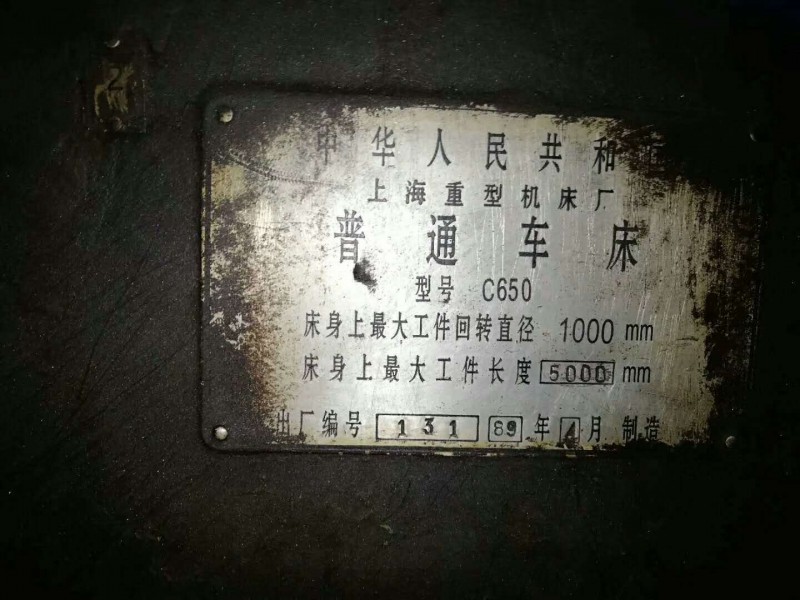 2
中华人民共和
上海重型机床厂
普通车床
型号 C650
床身上最大工件回转直径 1000 mm
床身上最大工件长度 5000 mm
出厂编号 131 89 年 4 月 制造